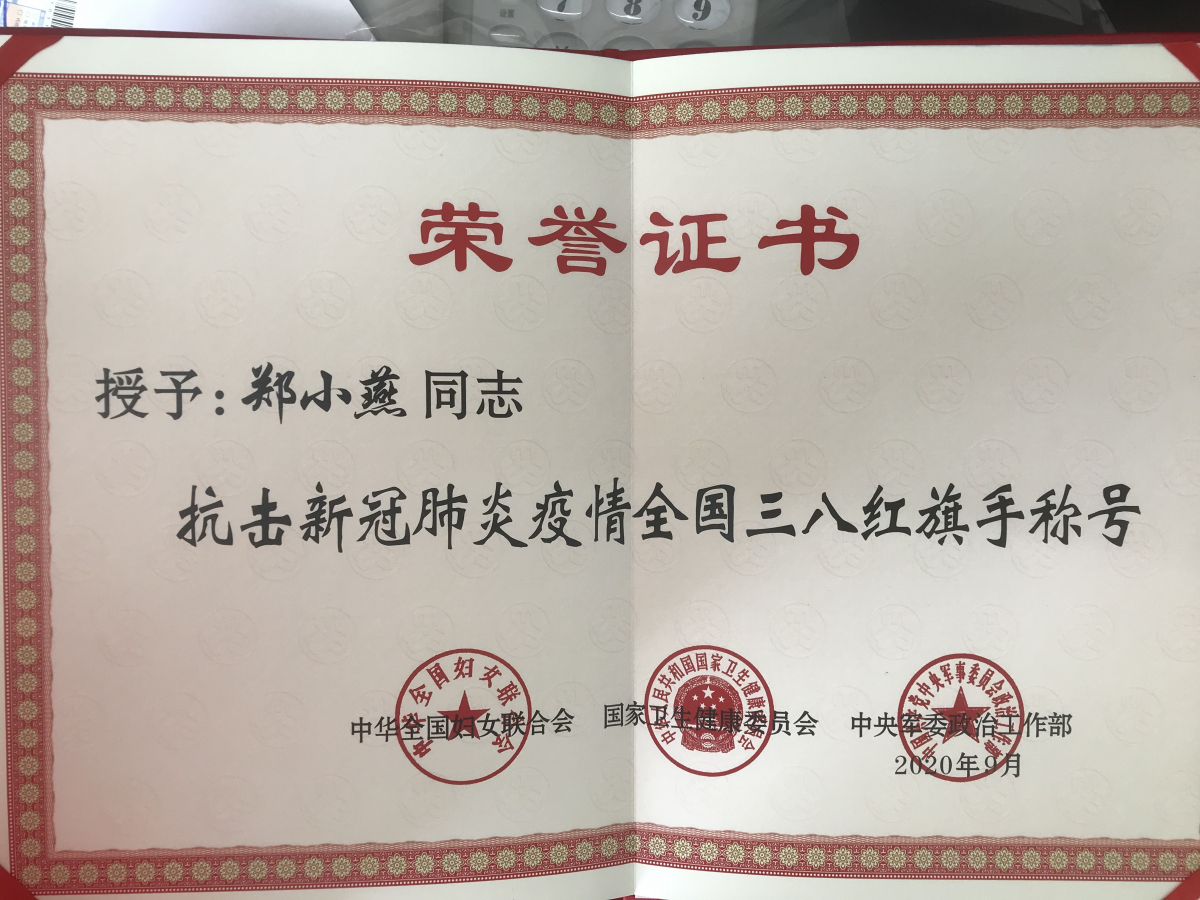 7 8 9
荣誉证书
授予:郑小燕同志
抗击新冠肺炎疫情全国三八红旗手称号
中华全国妇女联合会 国家卫生健康委员会 中央军委政治工作部
2020年9月